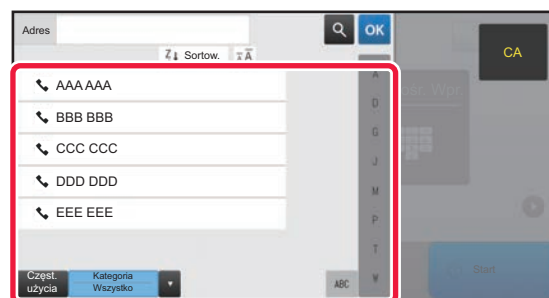 Adres
OK
CA
Z Sortow. A A
AAA AAA
BBB BBB
CCC CCC
DDD DDD
EEE EEE
A
D
G
J
M
P
T
Częst. użycia
Kategoria
Wszystko
ABC
Start